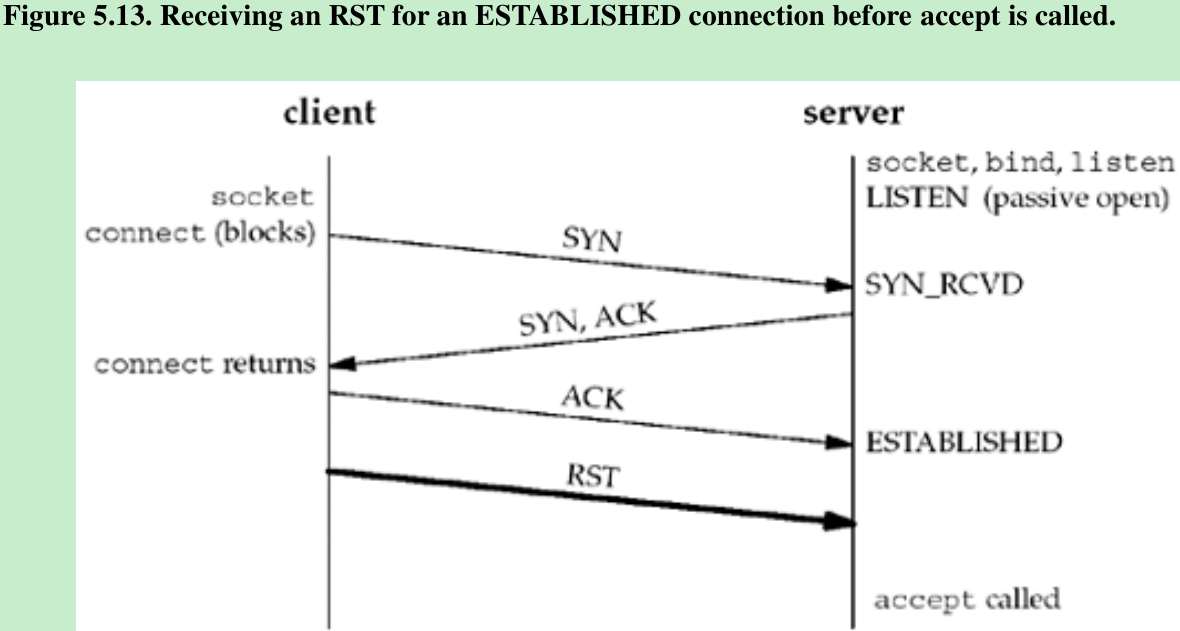 Figure 5.13. Receiving an RST for an ESTABLISHED connection before accept is called.
client
server
socket, bind, listen
LISTEN (passive open)
socket
connect (blocks)
SYN
SYN_RCVD
SYN, ACK
connect returns
ACK
ESTABLISHED
RST
accept called